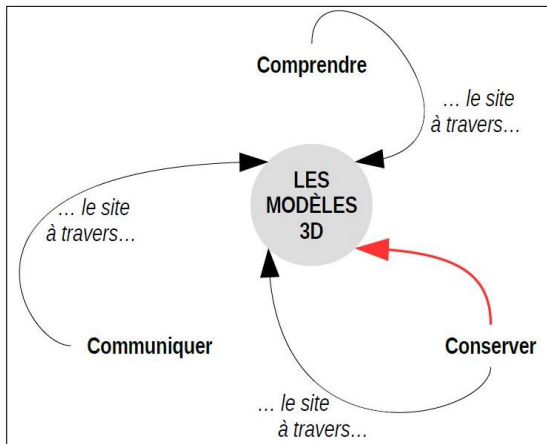 Comprendre
… le site
à travers…
LES
MODÈLES
3D
… le site
à travers…
Communiquer
Conserver
… le site
à travers…